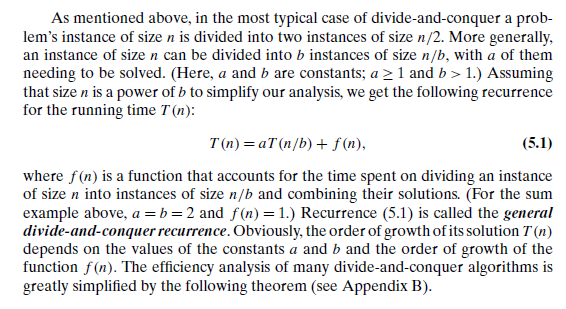 As mentioned above, in the most typical case of divide-and-conquer a prob-
lem's instance of size n is divided into two instances of size n/2. More generally,
an instance of size n can be divided into b instances of size n/b, with a of them
needing to be solved. (Here, a and b are constants; a ≥ 1 and b > 1.) Assuming
that size n is a power of b to simplify our analysis, we get the following recurrence
for the running time T(n):
T(n) = aT(n/b) + f(n), (5.1)
where f(n) is a function that accounts for the time spent on dividing an instance
of size n into instances of size n/b and combining their solutions. (For the sum
example above, a = b = 2 and f(n) = 1.) Recurrence (5.1) is called the general
divide-and-conquer recurrence. Obviously, the order of growth of its solution T(n)
depends on the values of the constants a and b and the order of growth of the
function f(n). The efficiency analysis of many divide-and-conquer algorithms is
greatly simplified by the following theorem (see Appendix B).